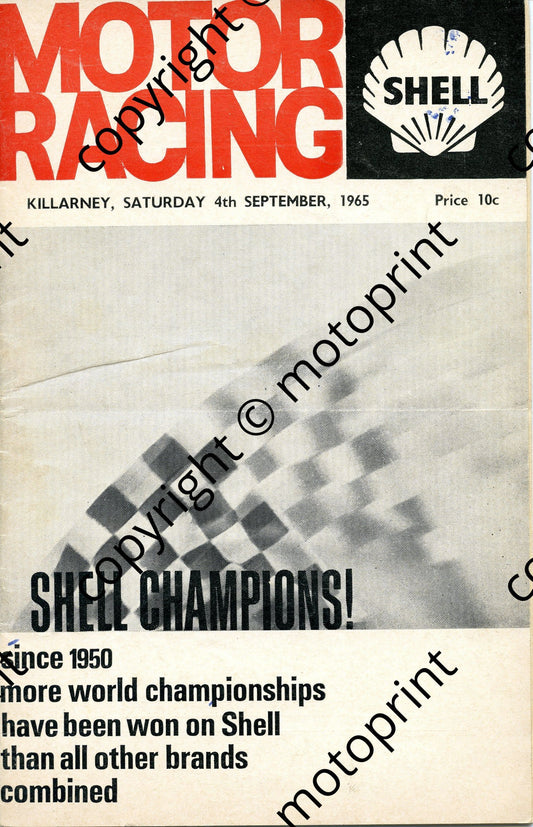 MOTOR
RACING
SHELL
KILLARNEY, SATURDAY 4th SEPTEMBER, 1965
Price 10c
SHELL CHAMPIONS!
since 1950
more world championships
have been won on Shell
than all other brands
combined
copyright © motoprint
copyright © motoprint
motoprint